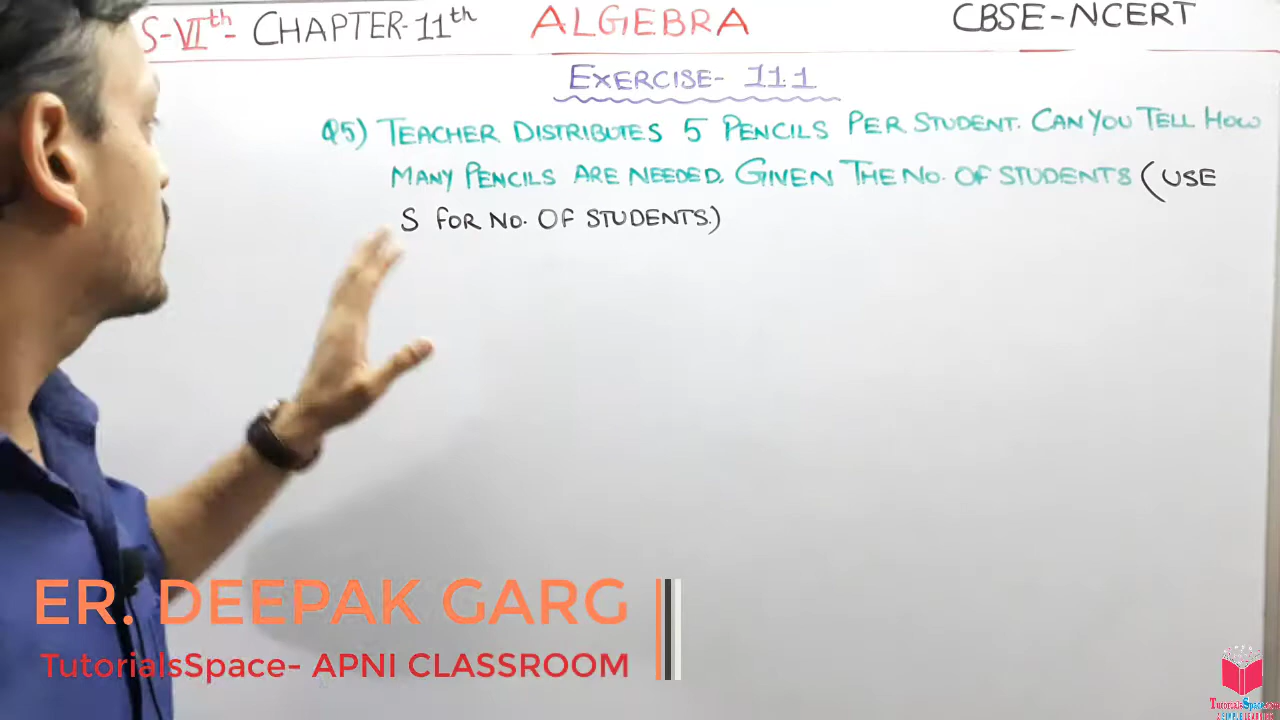 S-VIth- CHAPTER-11th ALGEBRA CBSE-NCERT
EXERCISE- 11.1
Q5) TEACHER DISTRIBUTES 5 PENCILS PER STUDENT. CAN YOU TELL HOW
MANY PENCILS ARE NEEDED, GIVEN THE NO. OF STUDENTS (USE
S FOR NO. OF STUDENTS.)
ER. DEEPAK GARG
TutorialsSpace- APNI CLASSROOM